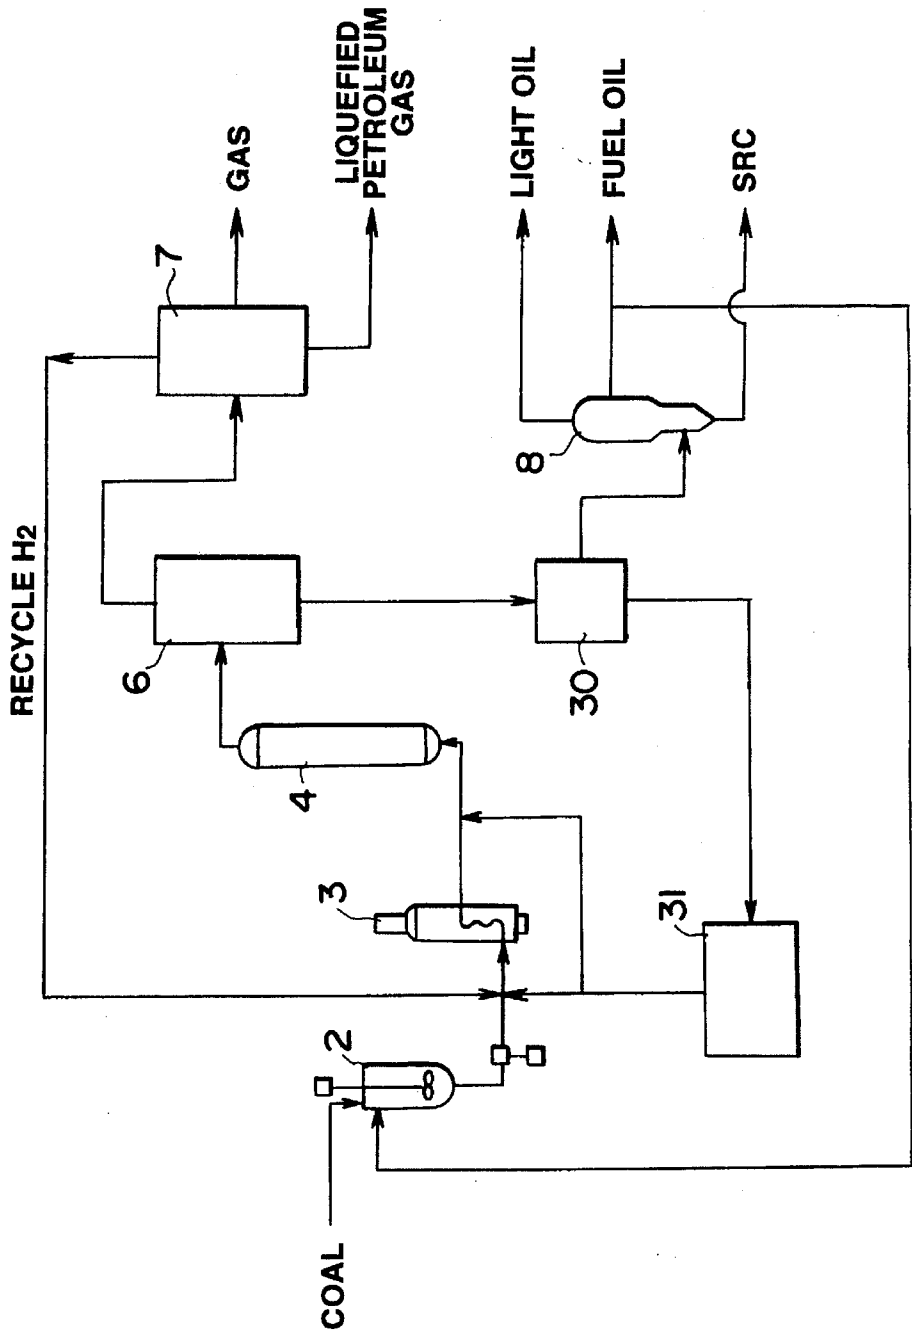 RECYCLE H2
7
GAS
LIQUEFIED
PETROLEUM
GAS
6
4
3
2
COAL
8
LIGHT OIL
FUEL OIL
SRC
30
31